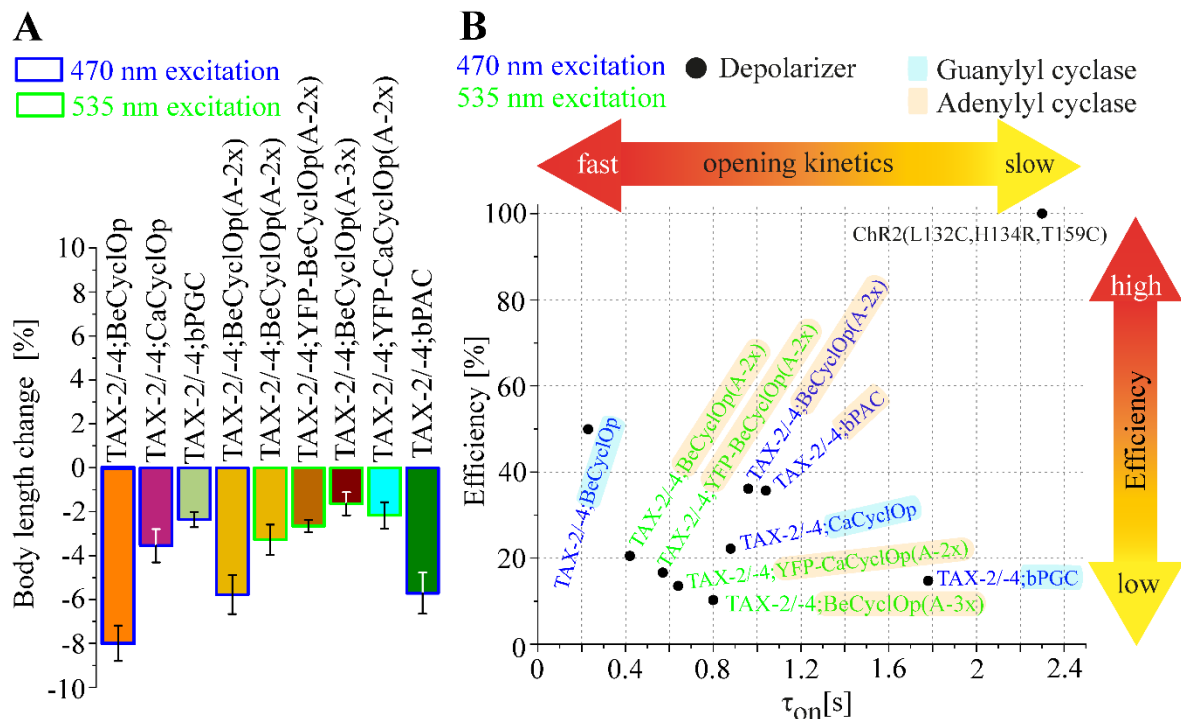 A
470 nm excitation
535 nm excitation
Body length change [%]
10
8
6
4
2
0
-2
-4
-6
-8
-10
TAX-2/-4;BeCyclOp
TAX-2/-4;CaCyclOp
TAX-2/-4;bPGC
TAX-2/-4;BeCyclOp(A-2x)
TAX-2/-4;BeCyclOp(A-2x)
TAX-2/-4;YFP-BeCyclOp(A-2x)
TAX-2/-4;BeCyclOp(A-3x)
TAX-2/-4;YFP-CaCyclOp(A-2x)
TAX-2/-4;bPAC
B
470 nm excitation
535 nm excitation
Depolarizer
Guanylyl cyclase
Adenylyl cyclase
fast opening kinetics slow
Efficiency [%]
100
80
60
40
20
0
ChR2(L132C,H134R,T159C)
TAX-2/-4;BeCyclOp
TAX-2/-4;BeCyclOp(A-2x)
TAX-2/-4;YFP-BeCyclOp(A-2x)
TAX-2/-4;BeCyclOp(A-2x)
TAX-2/-4;bPAC
TAX-2/-4;CaCyclOp
TAX-2/-4;YFP-CaCyclOp(A-2x)
TAX-2/-4;bPGC
TAX-2/-4;BeCyclOp(A-3x)
high
Efficiency
low
0 0.4 0.8 1.2 1.6 2 2.4
τon[s]